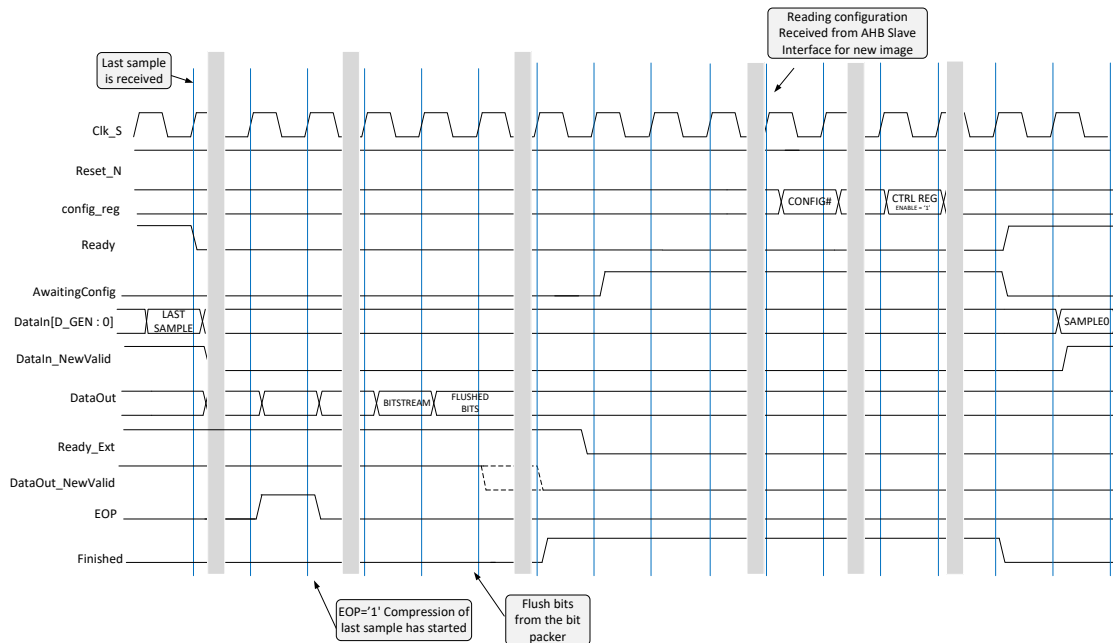 Reading configuration
Received from AHB Slave
Interface for new image
Last sample
is received
Clk_S
Reset_N
config_reg
CONFIG#
CTRL REG
ENABLE = '1'
Ready
AwaitingConfig
DataIn[D_GEN : 0]
LAST
SAMPLE
SAMPLE0
DataIn_NewValid
DataOut
BITSTREAM
FLUSHED
BITS
Ready_Ext
DataOut_NewValid
EOP
Finished
EOP='1' Compression of
last sample has started
Flush bits
from the bit
packer